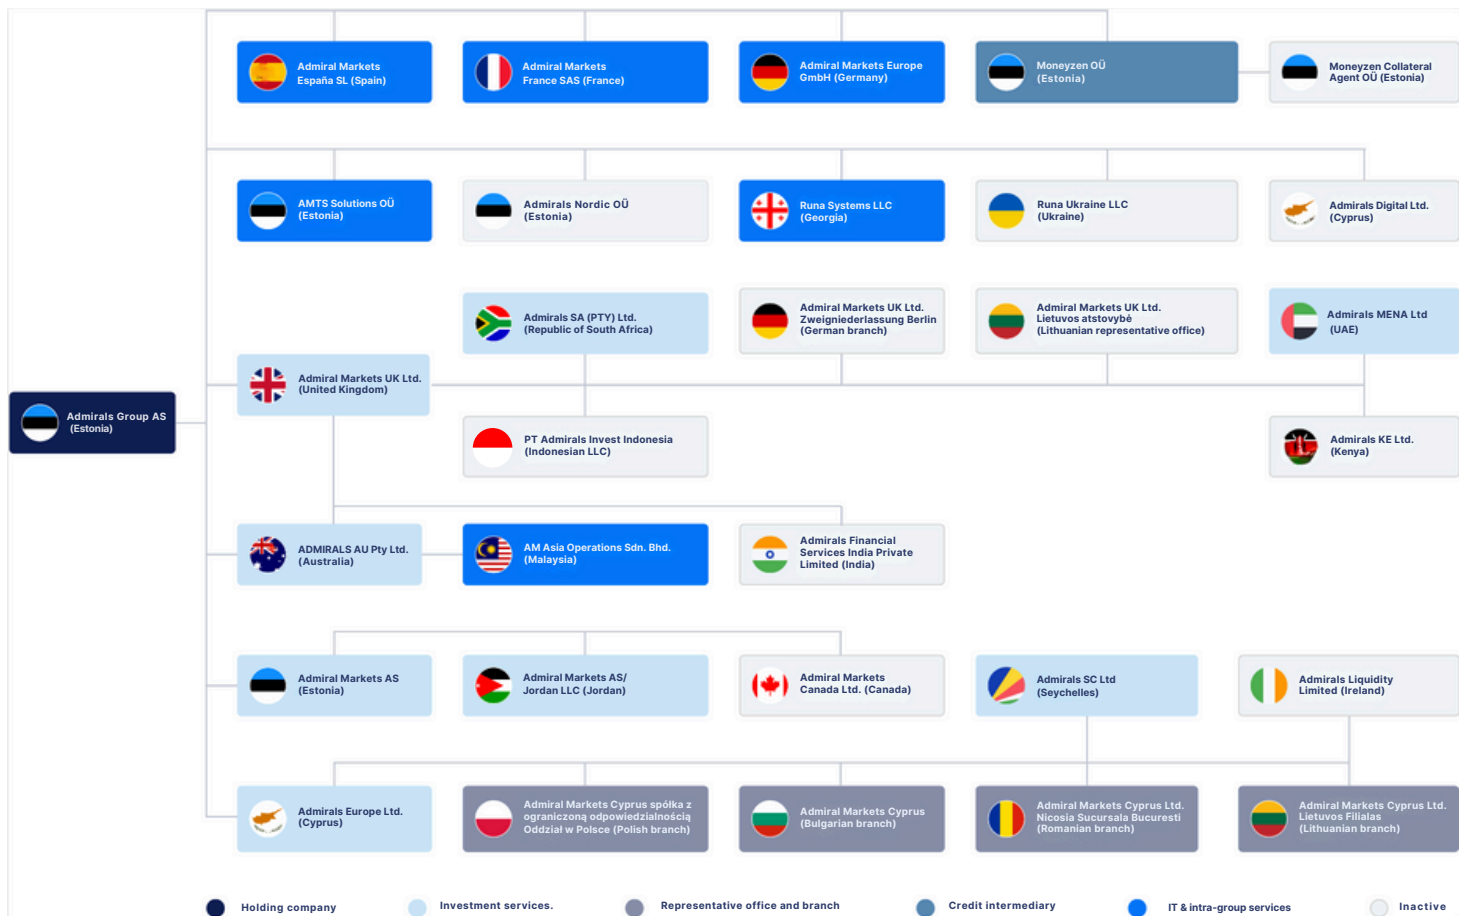 Admiral Markets
España SL (Spain)
Admiral Markets
France SAS (France)
Admiral Markets Europe
GmbH (Germany)
Moneyzen OÜ
(Estonia)
Moneyzen Collateral
Agent OÜ (Estonia)
AMTS Solutions OÜ
(Estonia)
Admirals Nordic OÜ
(Estonia)
Runa Systems LLC
(Georgia)
Runa Ukraine LLC
(Ukraine)
Admirals Digital Ltd.
(Cyprus)
Admirals SA (PTY) Ltd.
(Republic of South Africa)
Admiral Markets UK Ltd.
Zweigniederlassung Berlin
(German branch)
Admiral Markets UK Ltd.
Lietuvos atstovybė
(Lithuanian representative office)
Admirals MENA Ltd
(UAE)
Admiral Markets UK Ltd.
(United Kingdom)
Admirals Group AS
(Estonia)
PT Admirals Invest Indonesia
(Indonesian LLC)
Admirals KE Ltd.
(Kenya)
ADMIRALS AU Pty Ltd.
(Australia)
AM Asia Operations Sdn. Bhd.
(Malaysia)
Admirals Financial
Services India Private
Limited (India)
Admiral Markets AS
(Estonia)
Admiral Markets AS/
Jordan LLC (Jordan)
Admiral Markets
Canada Ltd. (Canada)
Admirals SC Ltd
(Seychelles)
Admirals Liquidity
Limited (Ireland)
Admirals Europe Ltd.
(Cyprus)
Admiral Markets Cyprus spółka z
ograniczoną odpowiedzialnością
Oddział w Polsce (Polish branch)
Admiral Markets Cyprus
(Bulgarian branch)
Admiral Markets Cyprus Ltd.
Nicosia Sucursala Bucuresti
(Romanian branch)
Admiral Markets Cyprus Ltd.
Lietuvos Filialas
(Lithuanian branch)
Holding company
Investment services.
Representative office and branch
Credit intermediary
IT & intra-group services
Inactive